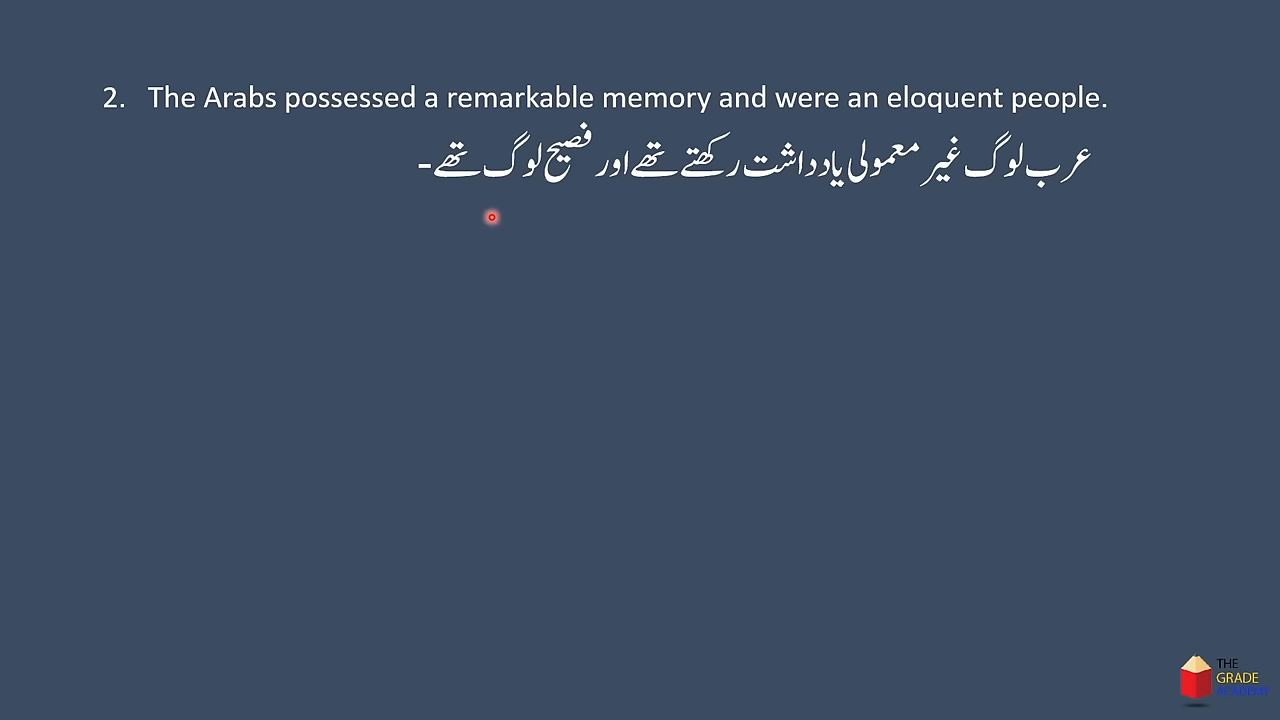 2. The Arabs possessed a remarkable memory and were an eloquent people.
عرب لوگ غیر معمولی یادداشت رکھتے تھے اور فصیح لوگ تھے-
THE
GRADE
ACADEMY